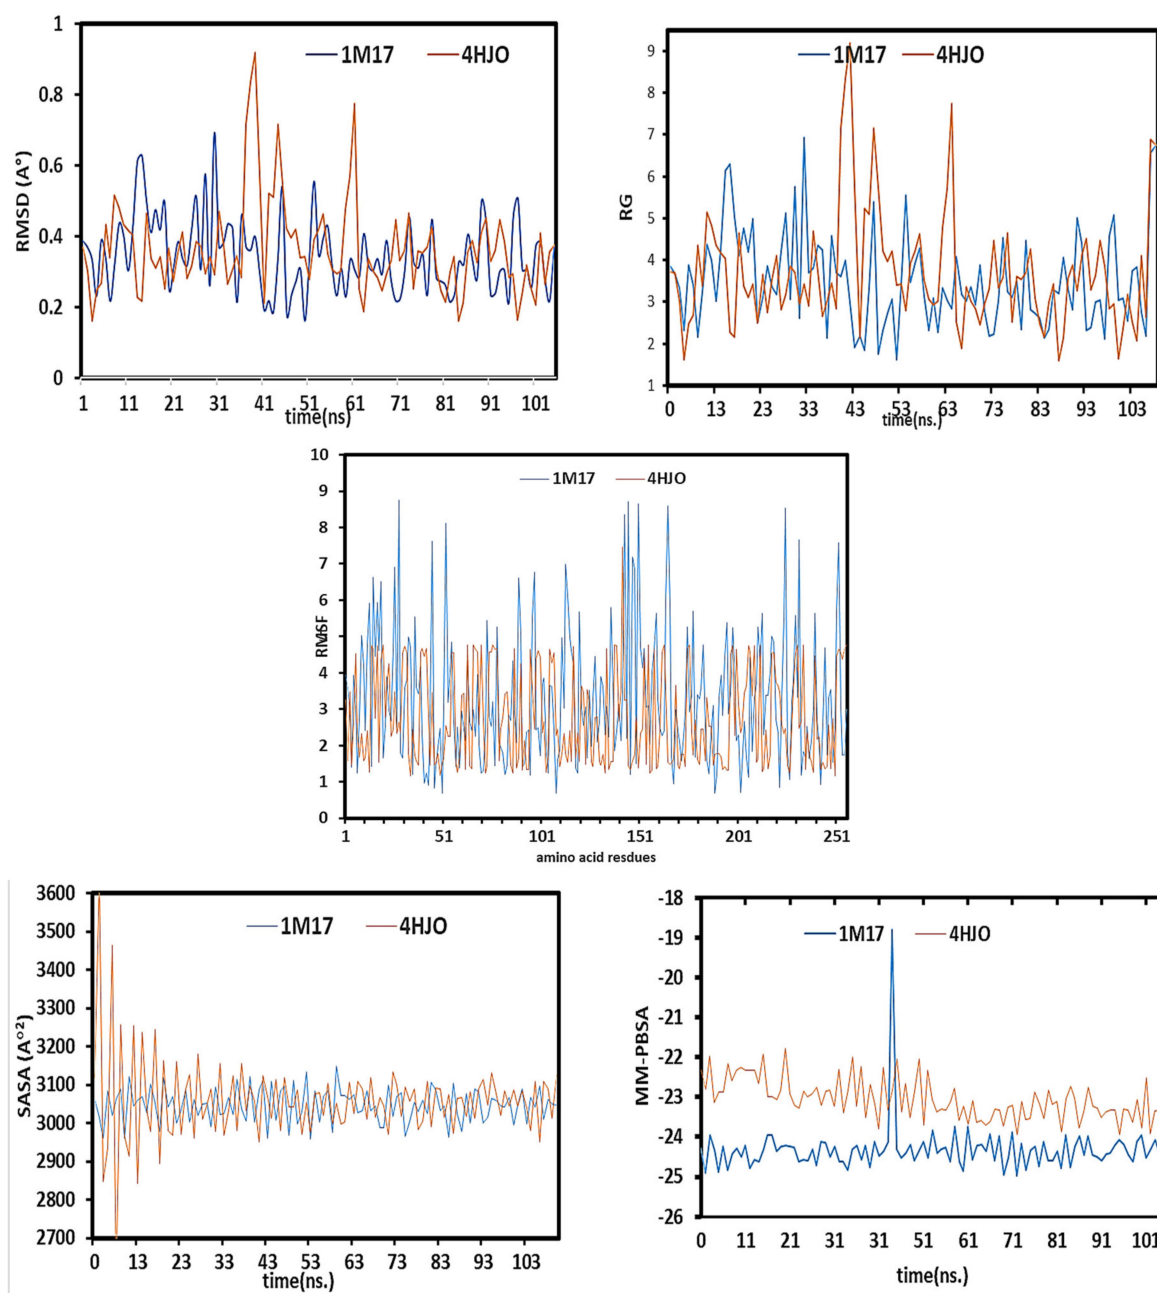 1M17 4HJO
RMSD (A°)
1
0.8
0.6
0.4
0.2
0
1 11 21 31 41 51 61 71 81 91 101
time(ns)
1M17 4HJO
RG
9
8
7
6
5
4
3
2
1
0 13 23 33 43 53 63 73 83 93 103
time(ns.)
1M17 4HJO
RMSF
10
9
8
7
6
5
4
3
2
1
0
1 51 101 151 201 251
amino acid resdues
1M17 4HJO
SASA (A°²)
3600
3500
3400
3300
3200
3100
3000
2900
2800
2700
0 13 23 33 43 53 63 73 83 93 103
time(ns.)
1M17 4HJO
MM-PBSA
-18
-19
-20
-21
-22
-23
-24
-25
-26
0 11 21 31 41 51 61 71 81 91 101
time(ns.)